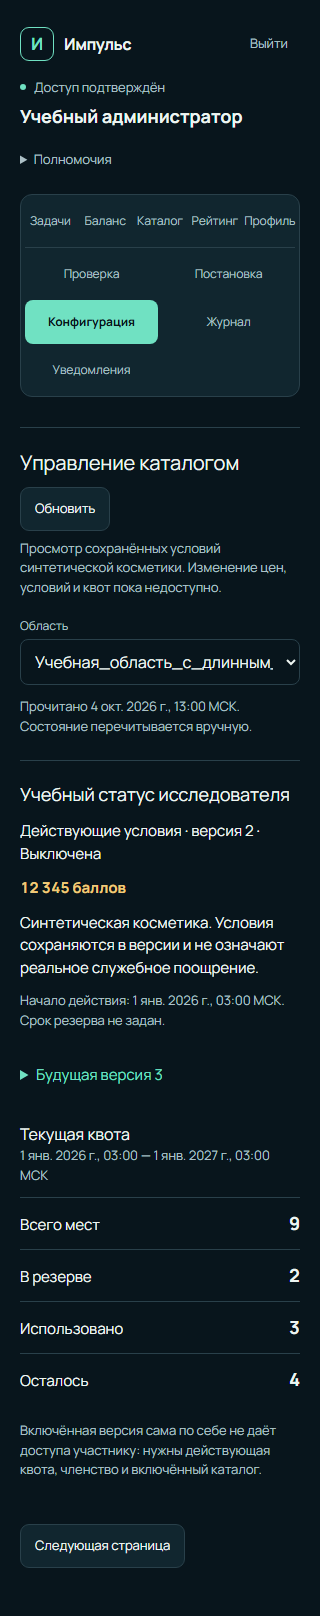 И Импульс Выйти
Доступ подтверждён
Учебный администратор
Полномочия
Задачи Баланс Каталог Рейтинг Профиль
Проверка Постановка
Конфигурация Журнал
Уведомления
Управление каталогом
Обновить
Просмотр сохранённых условий
синтетической косметики. Изменение цен,
условий и квот пока недоступно.
Область
Учебная_область_с_длинным_
Прочитано 4 окт. 2026 г., 13:00 МСК.
Состояние перечитывается вручную.
Учебный статус исследователя
Действующие условия · версия 2 ·
Выключена
12 345 баллов
Синтетическая косметика. Условия
сохраняются в версии и не означают
реальное служебное поощрение.
Начало действия: 1 янв. 2026 г., 03:00 МСК.
Срок резерва не задан.
Будущая версия 3
Текущая квота
1 янв. 2026 г., 03:00 — 1 янв. 2027 г., 03:00
МСК
Всего мест 9
В резерве 2
Использовано 3
Осталось 4
Включённая версия сама по себе не даёт
доступа участнику: нужны действующая
квота, членство и включённый каталог.
Следующая страница